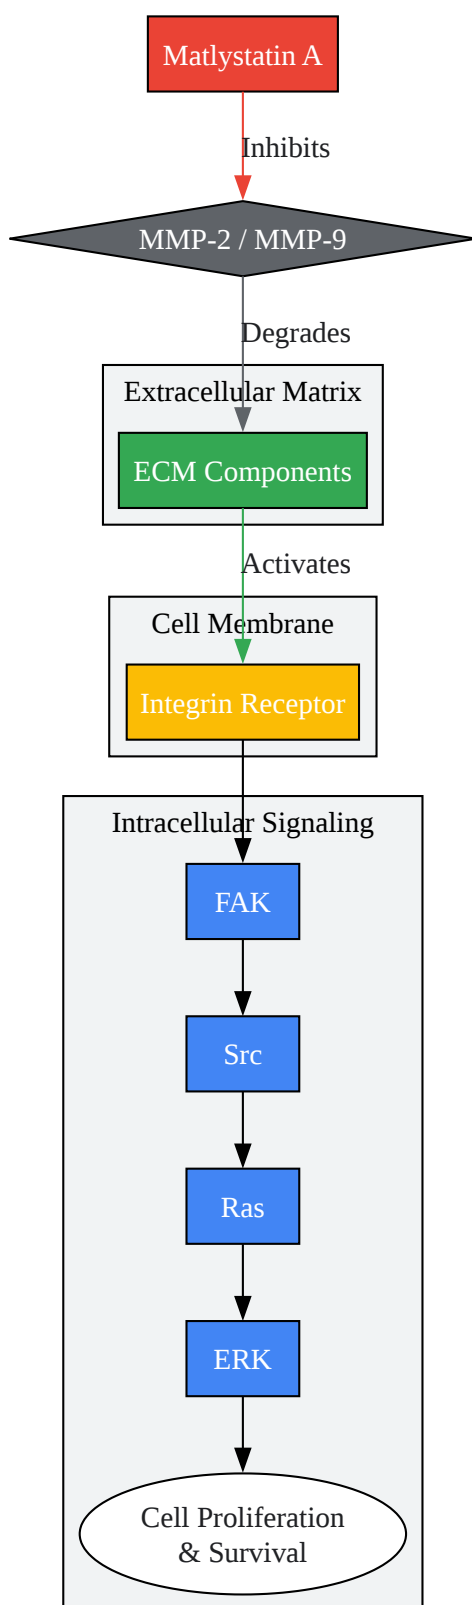 Matlystatin A
Inhibits
MMP-2 / MMP-9
Degrades
Extracellular Matrix
ECM Components
Activates
Cell Membrane
Integrin Receptor
Intracellular Signaling
FAK
Src
Ras
ERK
Cell Proliferation
& Survival